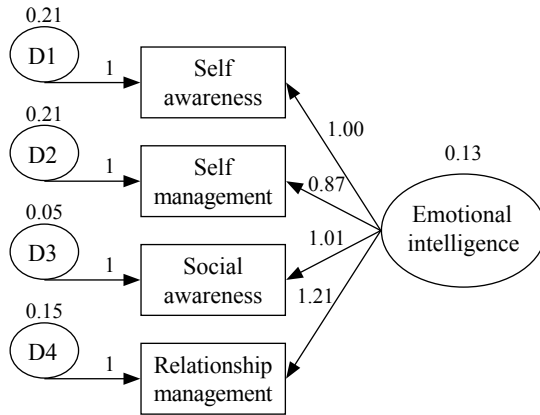 0.21
D1
1
Self
awareness
1.00
0.21
D2
1
Self
management
0.87
0.13
Emotional
intelligence
0.05
D3
1
Social
awareness
1.01
0.15
D4
1
Relationship
management
1.21